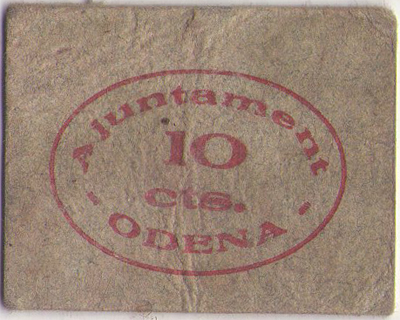 Ajuntament
10
cts.
- ODENA -